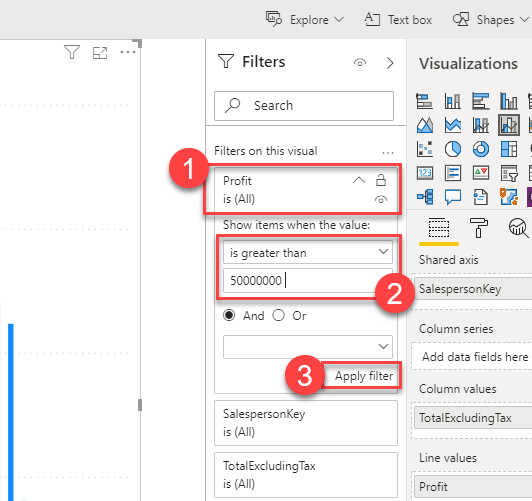 Explore
Text box
Shapes
Filters
Search
Filters on this visual
1
Profit
is (All)
Show items when the value:
is greater than
50000000
2
And
Or
3
Apply filter
SalespersonKey
is (All)
TotalExcludingTax
is (All)
Visualizations
Shared axis
SalespersonKey
Column series
Add data fields here
Column values
TotalExcludingTax
Line values
Profit